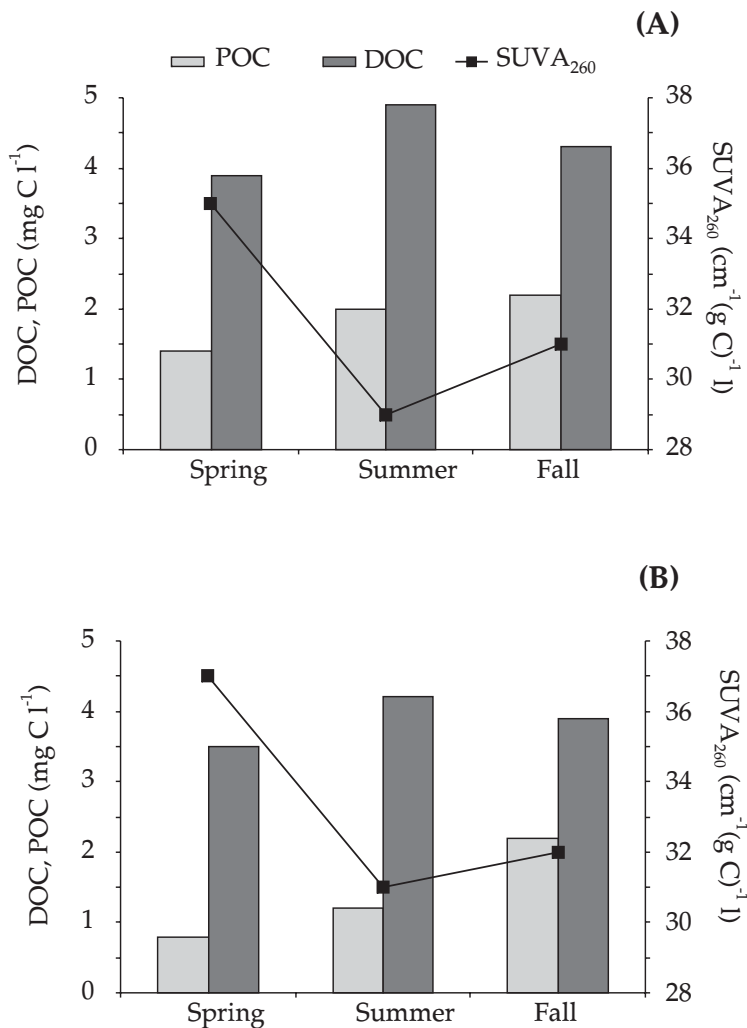 (A)
POC DOC SUVA260
5 38
4 36
3 34
2 32
1 30
0 28
DOC, POC (mg C l-1)
SUVA260 (cm-1(g C)-1 l)
Spring Summer Fall
(B)
5 38
4 36
3 34
2 32
1 30
0 28
DOC, POC (mg C l-1)
SUVA260 (cm-1(g C)-1 l)
Spring Summer Fall